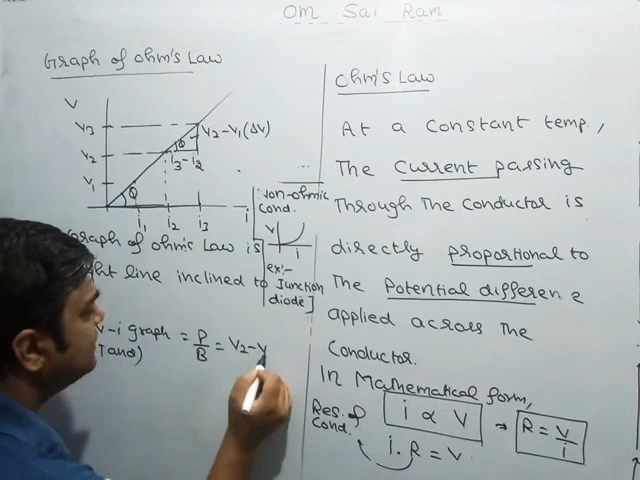 Om Sai Ram
Graph of ohm's Law
V
V3
V2
V1
θ
θ
V2-V1(ΔV)
i3-i2
i1
i2
i3
i
non-ohmic
Cond.
V
i
ex:-
Junction
diode]
Graph of ohm's Law is
line inclined to
v-i graph = P/B = V2-V
Tanθ)
Ohm's Law
At a constant temp,
The Current passing
Through The conductor is
directly proportional to
The Potential difference
applied across The
Conductor.
In Mathematical form,
i ∝ V
→ R = V/i
Res. of
Cond.
i. R = V.